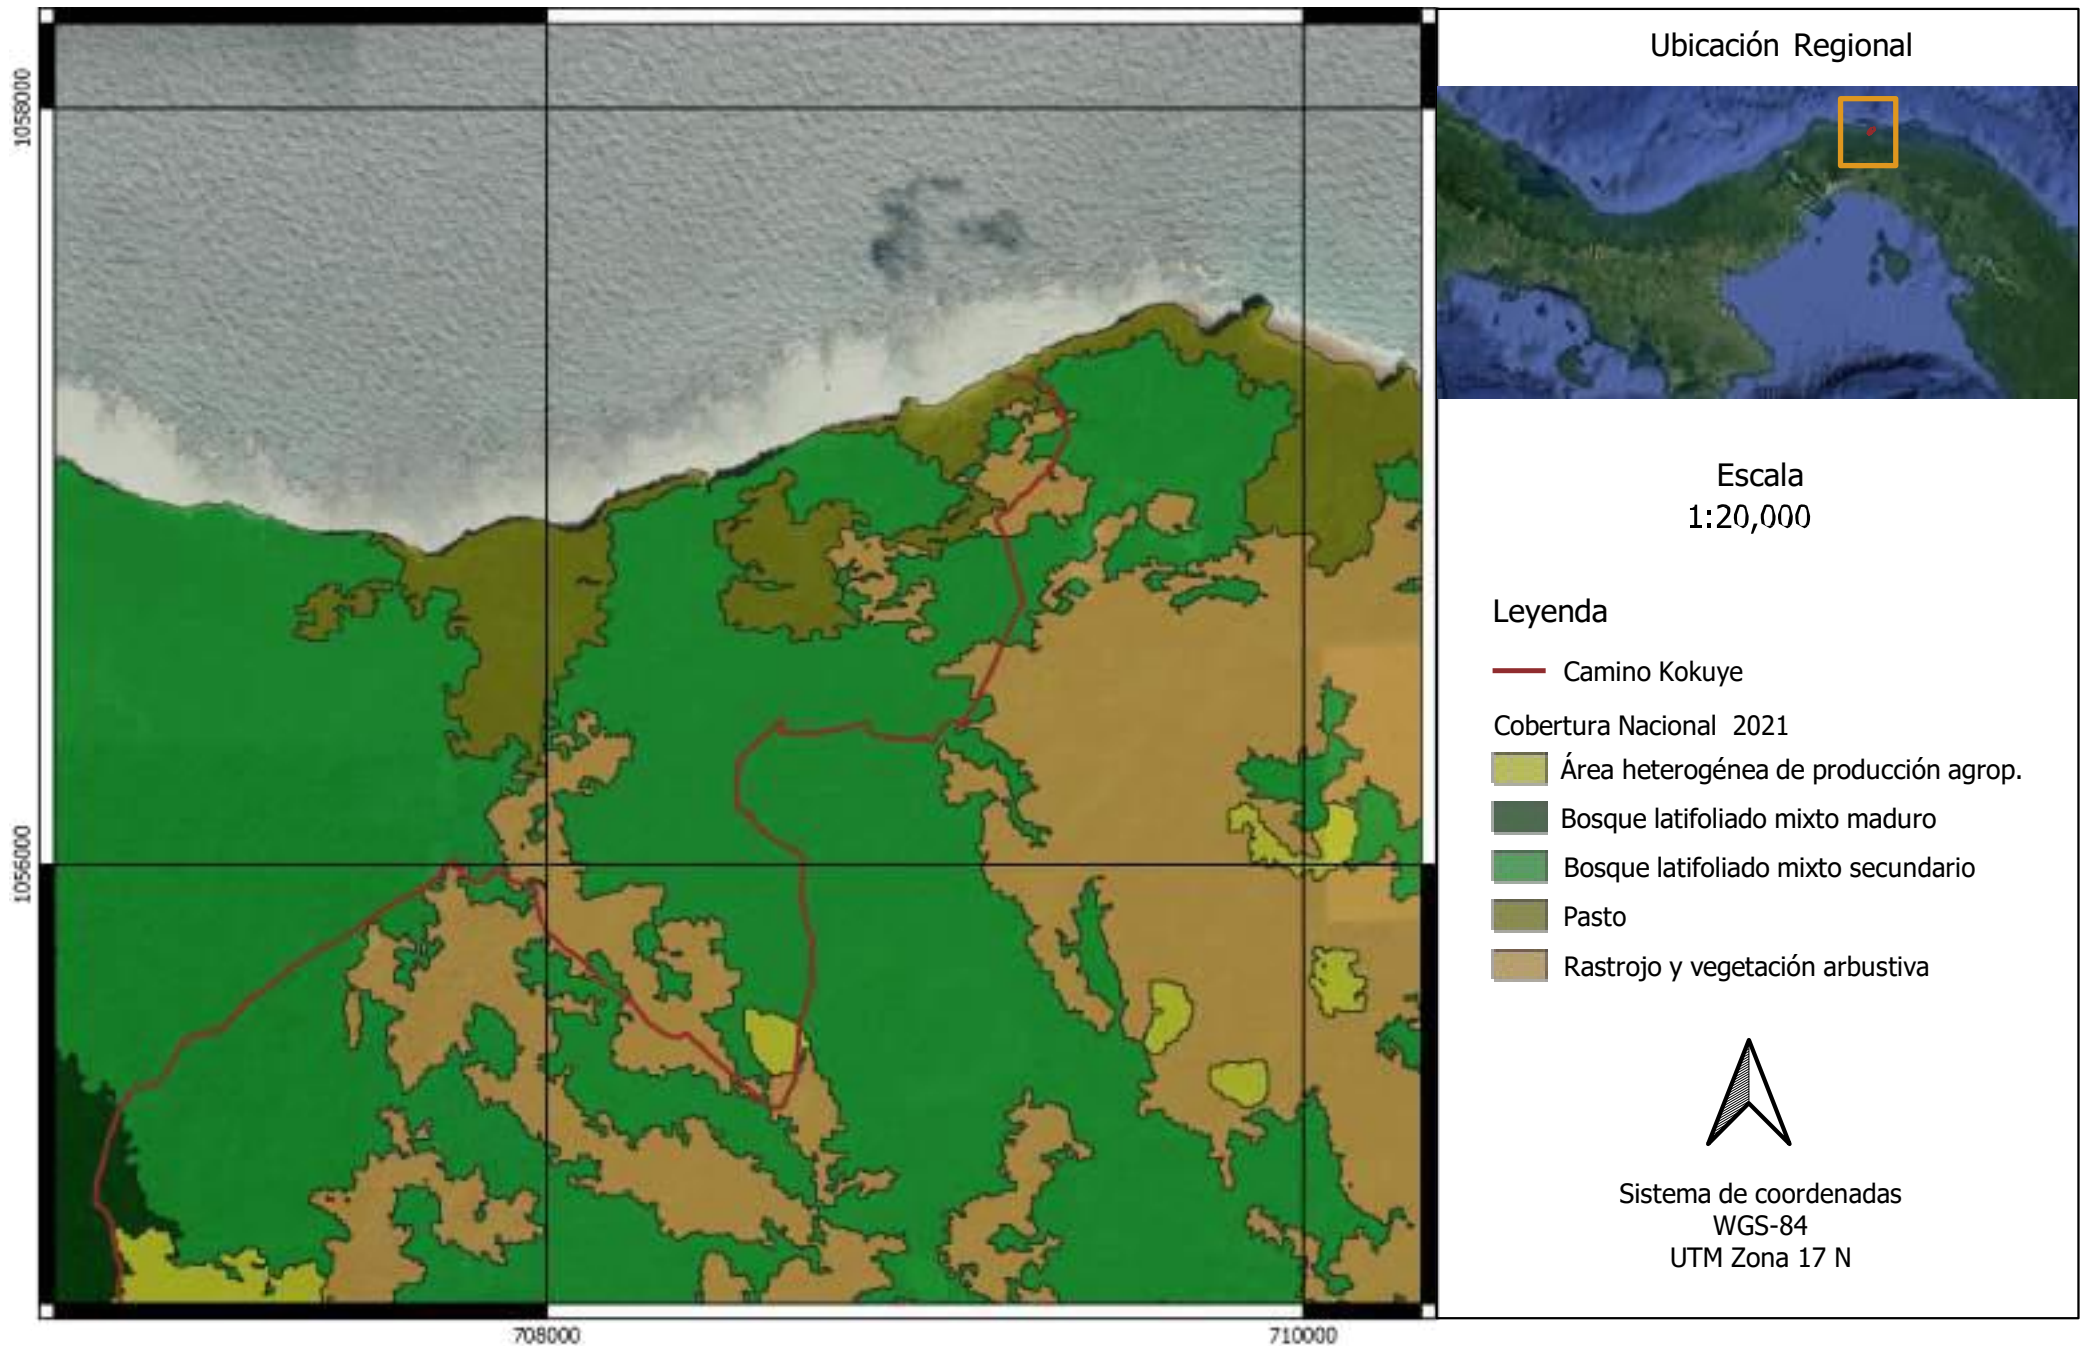 1058000
1056000
708000
710000
Ubicación Regional
Escala
1:20,000
Leyenda
Camino Kokuye
Cobertura Nacional 2021
Área heterogénea de producción agrop.
Bosque latifoliado mixto maduro
Bosque latifoliado mixto secundario
Pasto
Rastrojo y vegetación arbustiva
Sistema de coordenadas
WGS-84
UTM Zona 17 N